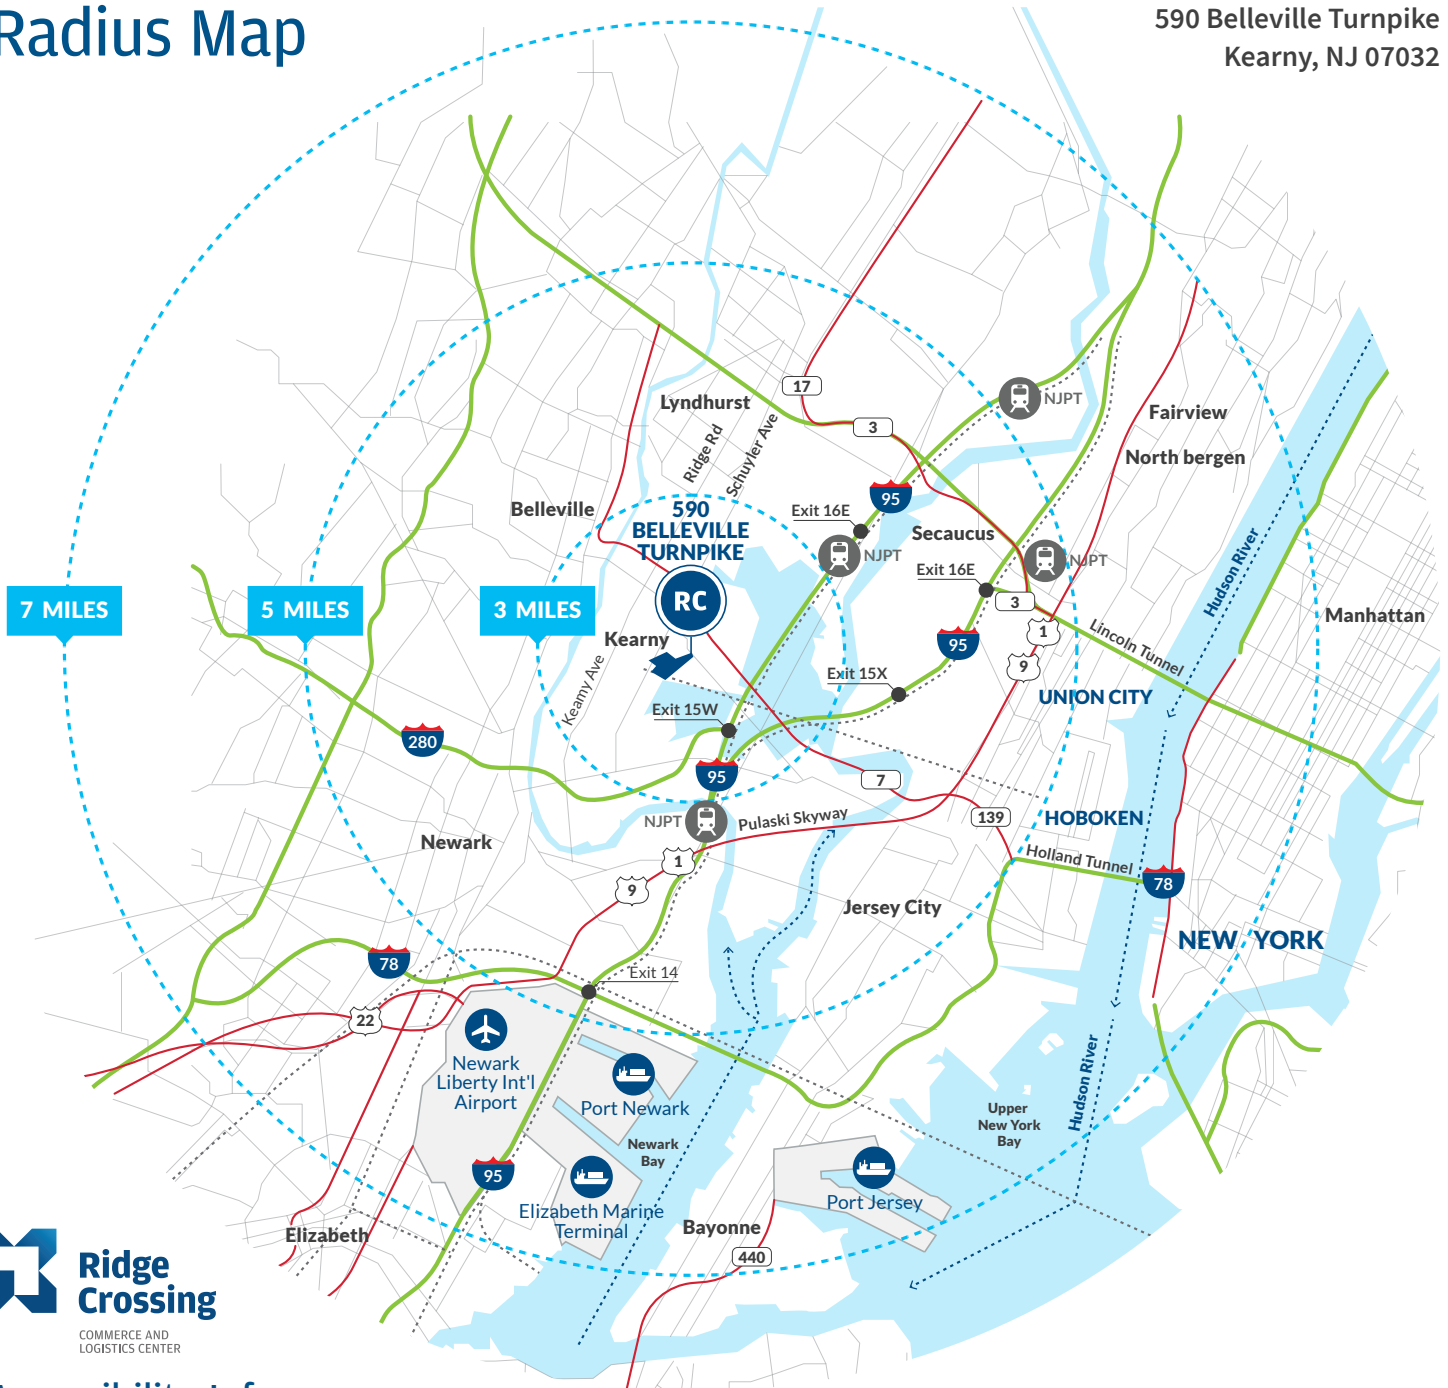 Radius Map
590 Belleville Turnpike
Kearny, NJ 07032
17
Lyndhurst
3
NJPT
Fairview
North bergen
Ridge Rd
Schuyler Ave
Belleville
95
590
BELLEVILLE
TURNPIKE
Exit 16E
NJPT
Secaucus
Exit 16E
NJPT
Hudson River
7 MILES
5 MILES
3 MILES
RC
3
Manhattan
Kearny
95
1
9
Lincoln Tunnel
Kearny Ave
Exit 15X
UNION CITY
Exit 15W
280
95
7
139
HOBOKEN
NJPT
Pulaski Skyway
Newark
1
9
Holland Tunnel
78
Jersey City
NEW YORK
78
Exit 14
22
Newark
Liberty Int'l
Airport
Port Newark
Newark
Bay
Upper
New York
Bay
Hudson River
95
Elizabeth Marine
Terminal
Port Jersey
Bayonne
440
Elizabeth
Ridge
Crossing
COMMERCE AND
LOGISTICS CENTER